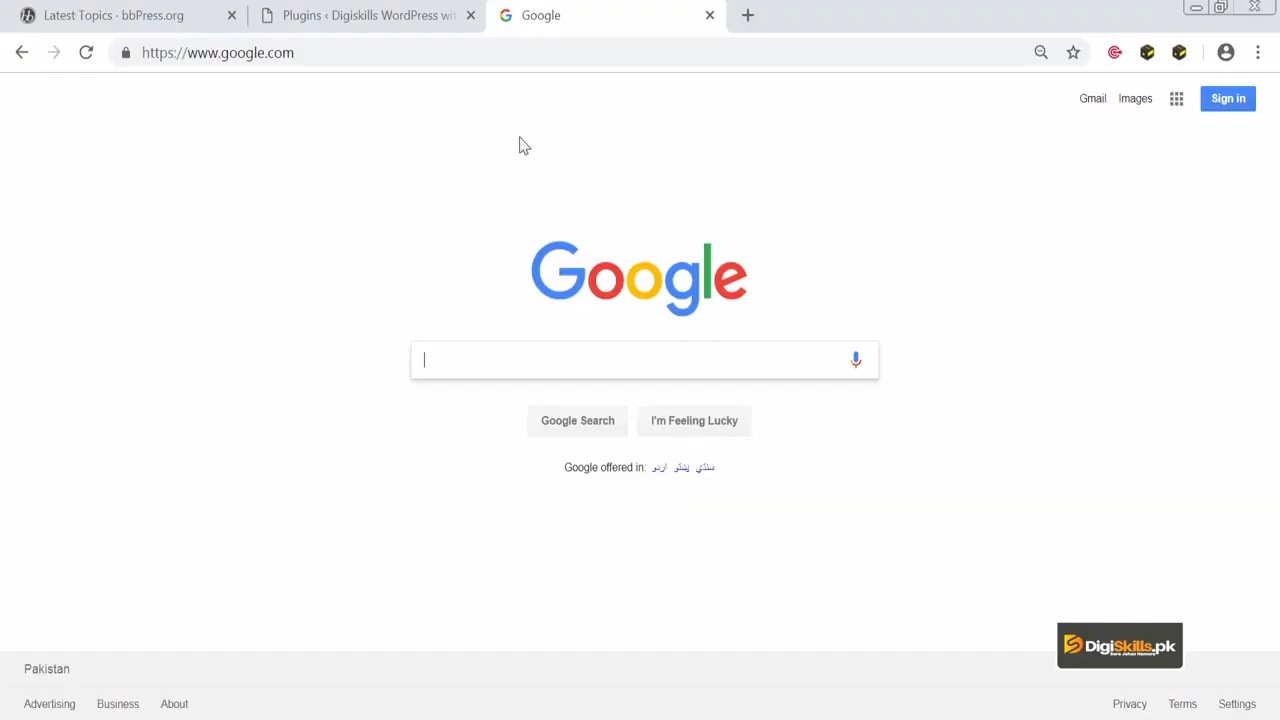 Latest Topics · bbPress.org
Plugins ‹ Digiskills WordPress wit
Google
https://www.google.com
Gmail Images Sign in
Google
Google Search I'm Feeling Lucky
Google offered in: اردو پښتو سنڌي
DigiSkills.pk
Pakistan
Advertising Business About Privacy Terms Settings